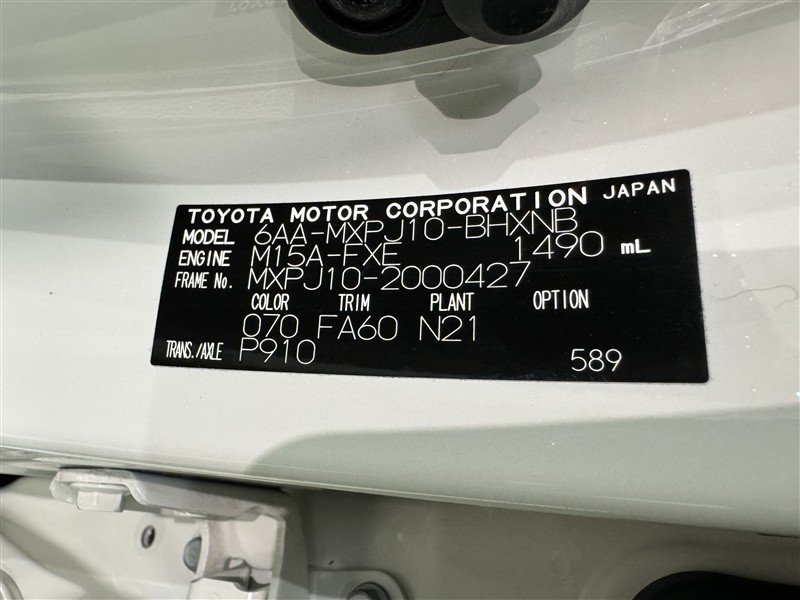 TOYOTA MOTOR CORPORATION JAPAN
MODEL 6AA-MXPJ10-BHXNB
ENGINE M15A-FXE 1490 mL
FRAME No. MXPJ10-2000427
COLOR TRIM PLANT OPTION
070 FA60 N21
TRANS./AXLE P910 589